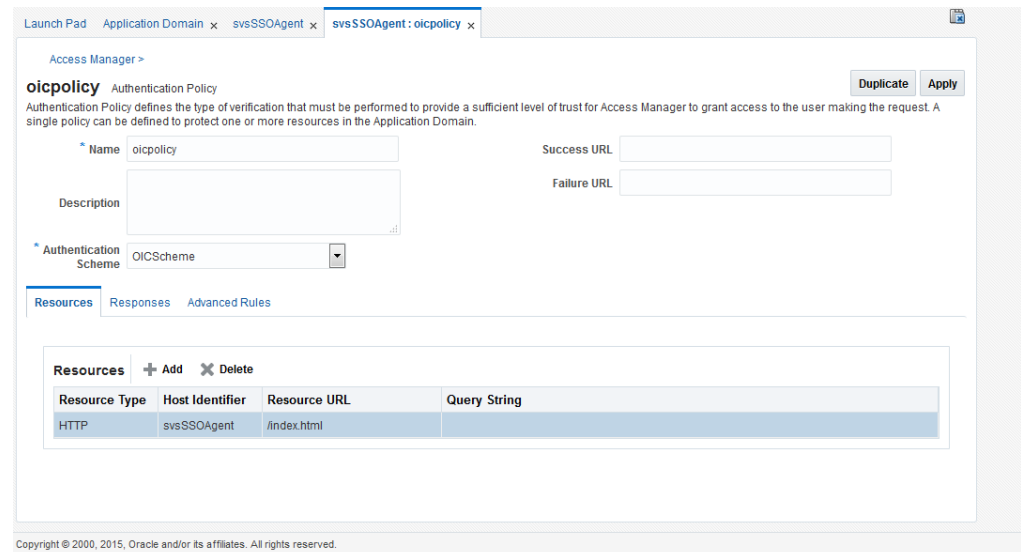 Launch Pad Application Domain x svsSSOAgent x svsSSOAgent : oicpolicy x
Access Manager >
oicpolicy Authentication Policy Duplicate Apply
Authentication Policy defines the type of verification that must be performed to provide a sufficient level of trust for Access Manager to grant access to the user making the request. A
single policy can be defined to protect one or more resources in the Application Domain.
* Name oicpolicy Success URL
Failure URL
Description
* Authentication
Scheme OICScheme
Resources Responses Advanced Rules
Resources Add Delete
Resource Type Host Identifier Resource URL Query String
HTTP svsSSOAgent /index.html
Copyright © 2000, 2015, Oracle and/or its affiliates. All rights reserved.